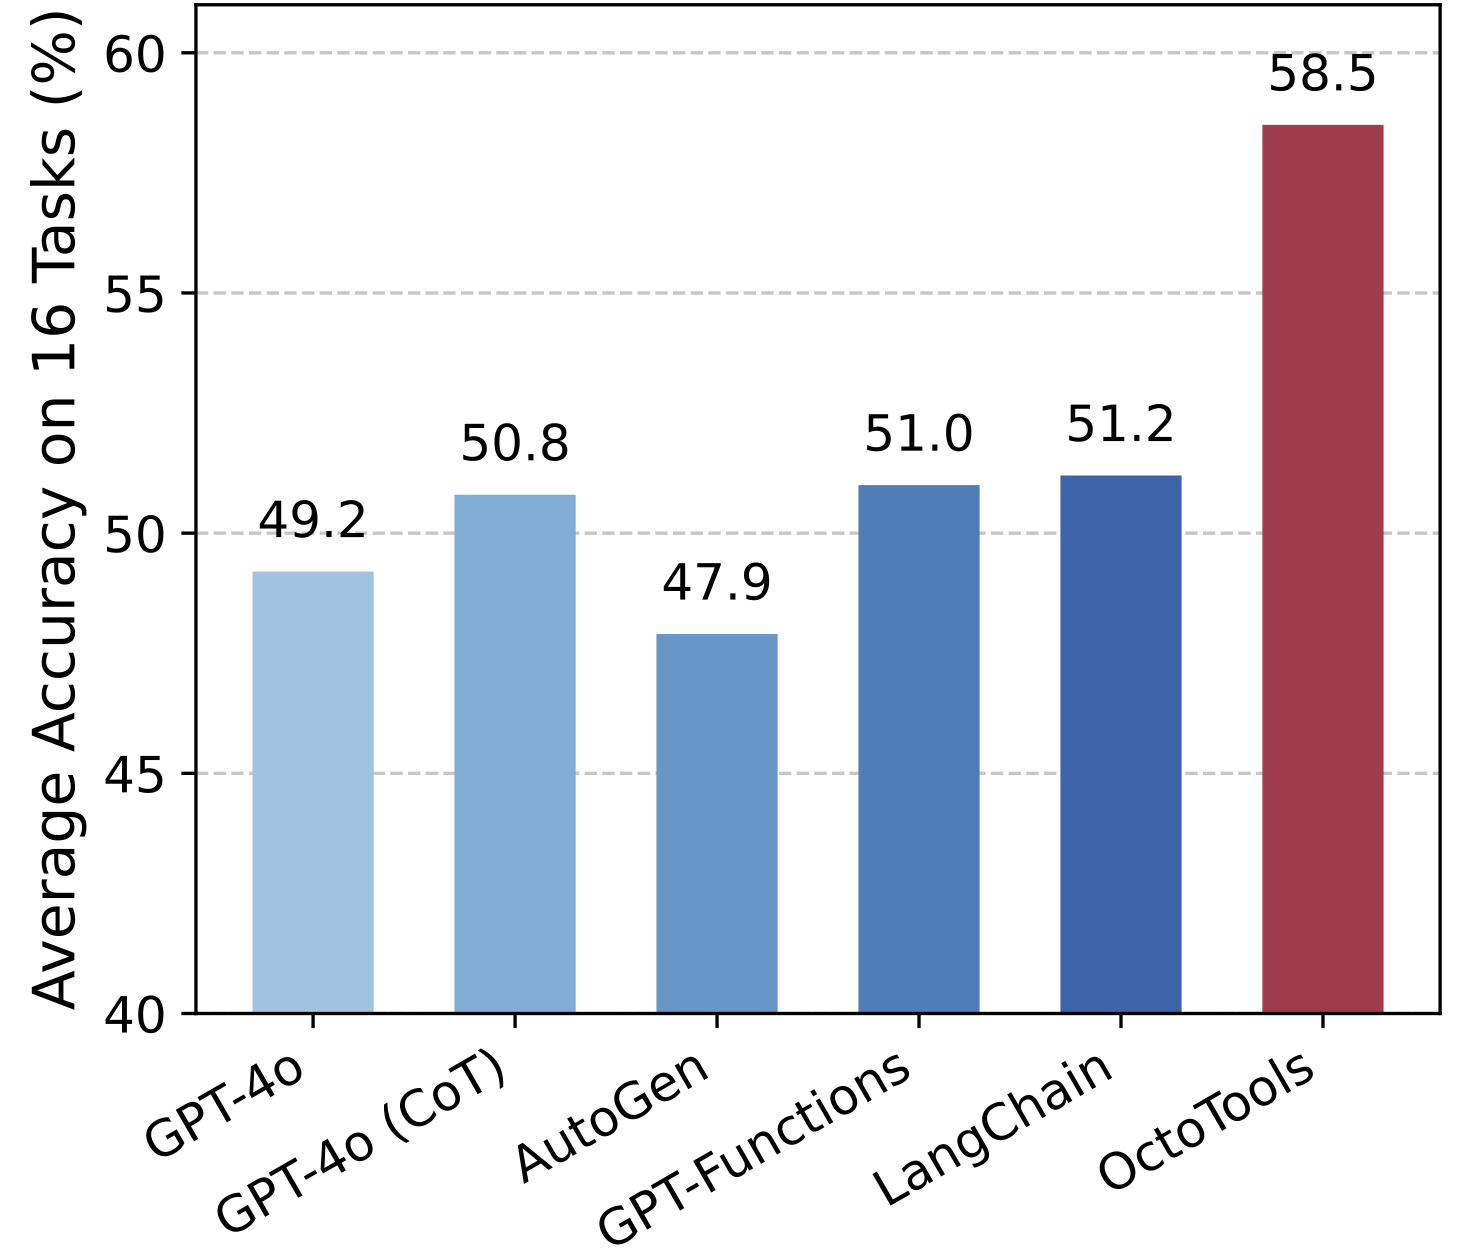 Average Accuracy on 16 Tasks (%)
60
55
50
45
40
49.2
50.8
47.9
51.0
51.2
58.5
GPT-4o
GPT-4o (CoT)
AutoGen
GPT-Functions
LangChain
OctoTools